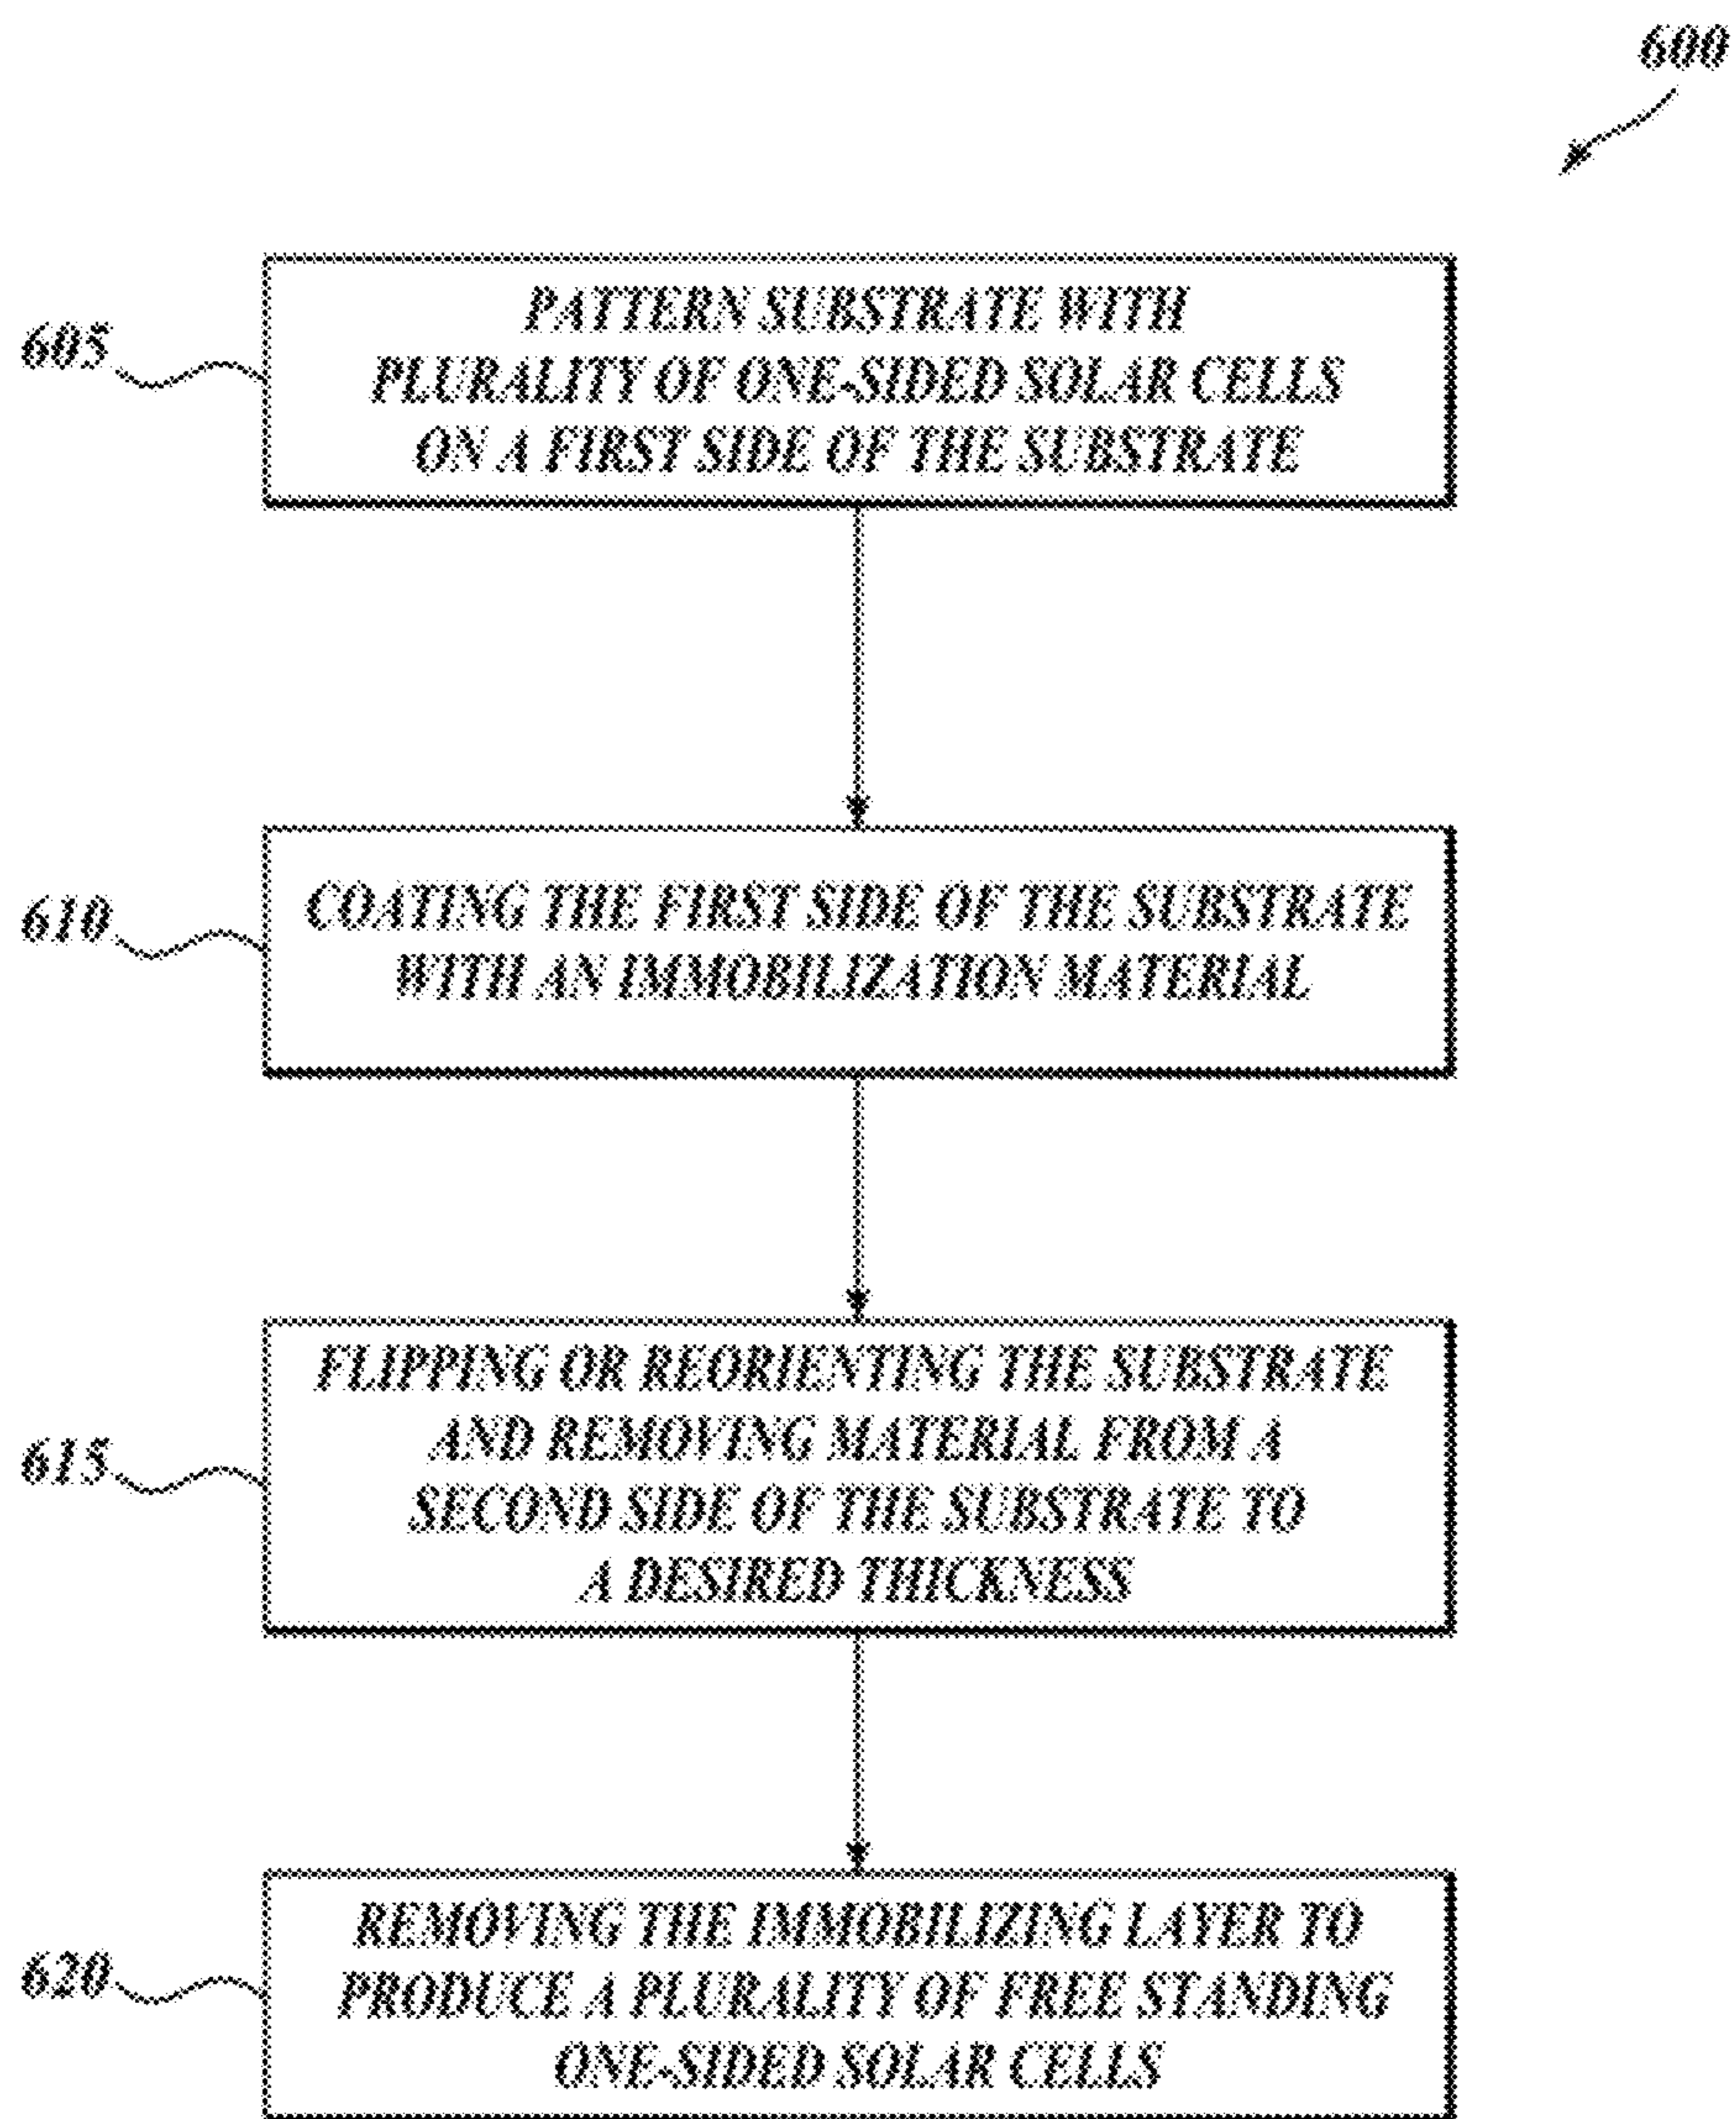 600
605
PATTERN SUBSTRATE WITH
PLURALITY OF ONE-SIDED SOLAR CELLS
ON A FIRST SIDE OF THE SUBSTRATE
610
COATING THE FIRST SIDE OF THE SUBSTRATE
WITH AN IMMOBILIZATION MATERIAL
615
FLIPPING OR REORIENTING THE SUBSTRATE
AND REMOVING MATERIAL FROM A
SECOND SIDE OF THE SUBSTRATE TO
A DESIRED THICKNESS
620
REMOVING THE IMMOBILIZING LAYER TO
PRODUCE A PLURALITY OF FREE STANDING
ONE-SIDED SOLAR CELLS